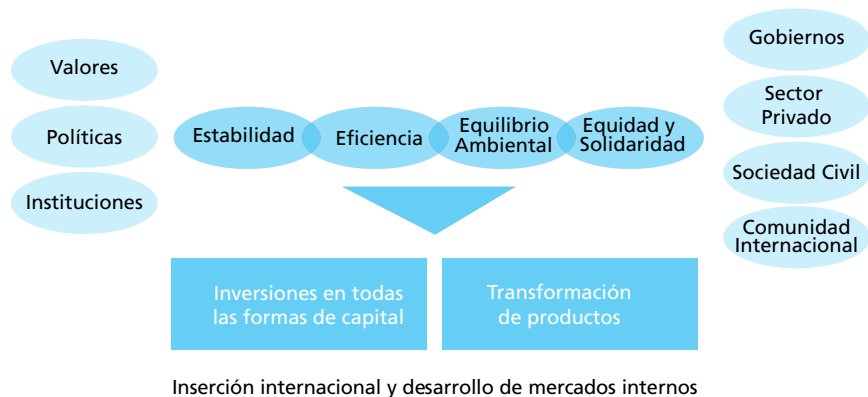 Valores
Políticas
Instituciones
Estabilidad
Eficiencia
Equilibrio
Ambiental
Equidad y
Solidaridad
Gobiernos
Sector
Privado
Sociedad Civil
Comunidad
Internacional
Inversiones en todas
las formas de capital
Transformación
de productos
Inserción internacional y desarrollo de mercados internos